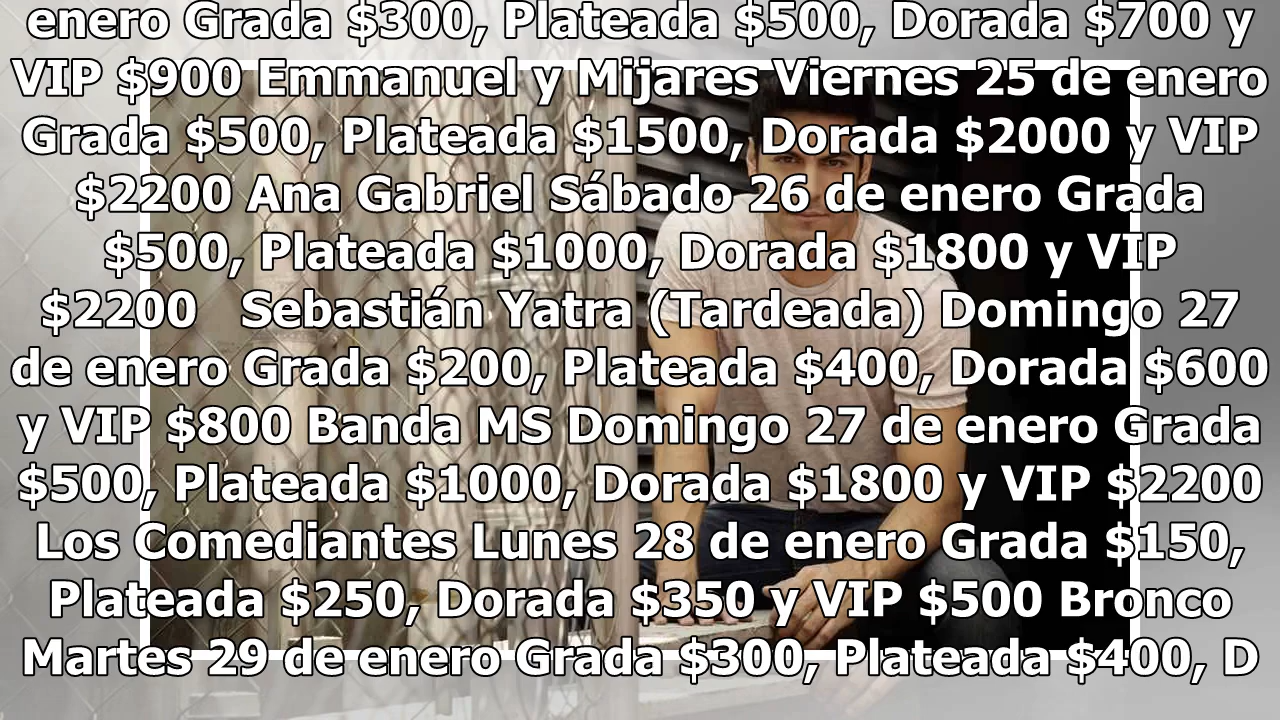 enero Grada $300, Plateada $500, Dorada $700 y
VIP $900 Emmanuel y Mijares Viernes 25 de enero
Grada $500, Plateada $1500, Dorada $2000 y VIP
$2200 Ana Gabriel Sábado 26 de enero Grada
$500, Plateada $1000, Dorada $1800 y VIP
$2200 Sebastián Yatra (Tardeada) Domingo 27
de enero Grada $200, Plateada $400, Dorada $600
y VIP $800 Banda MS Domingo 27 de enero Grada
$500, Plateada $1000, Dorada $1800 y VIP $2200
Los Comediantes Lunes 28 de enero Grada $150,
Plateada $250, Dorada $350 y VIP $500 Bronco
Martes 29 de enero Grada $300, Plateada $400, D